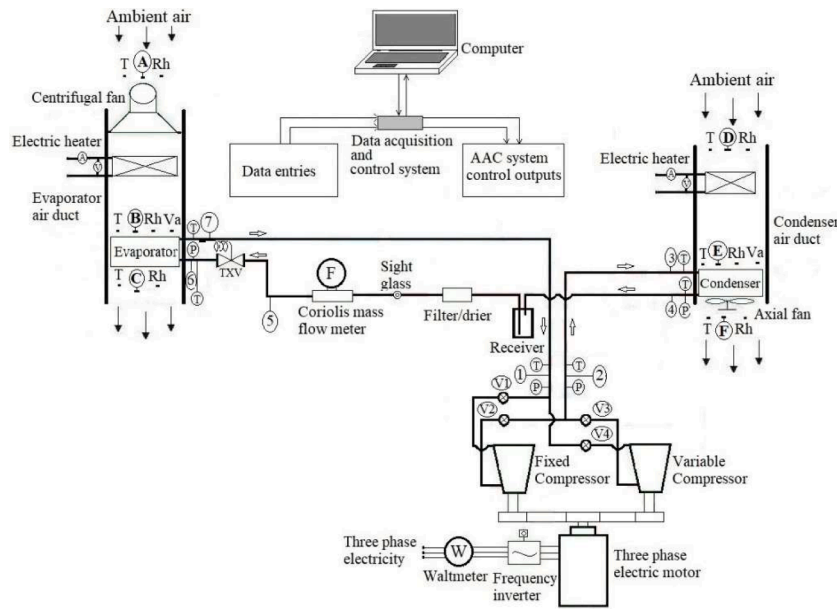 Ambient air
T A Rh
Centrifugal fan
Electric heater
A
V
Evaporator
air duct
B
T Rh Va
Evaporator
T C Rh
T
7
P
6
T
TXV
5
F
Coriolis mass
flow meter
Sight
glass
Filter/drier
Receiver
Computer
Data entries
Data acquisition
and
control system
AAC system
control outputs
Ambient air
T D Rh
Electric heater
A
V
Condenser
air duct
E
T Rh Va
3 T
Condenser
T
4 P
Axial fan
T F Rh
1 T T 2
P P
V1
V2 V3
V4
Fixed
Compressor
Variable
Compressor
Three phase
electricity
W
Waltmeter
Frequency
inverter
Three phase
electric motor